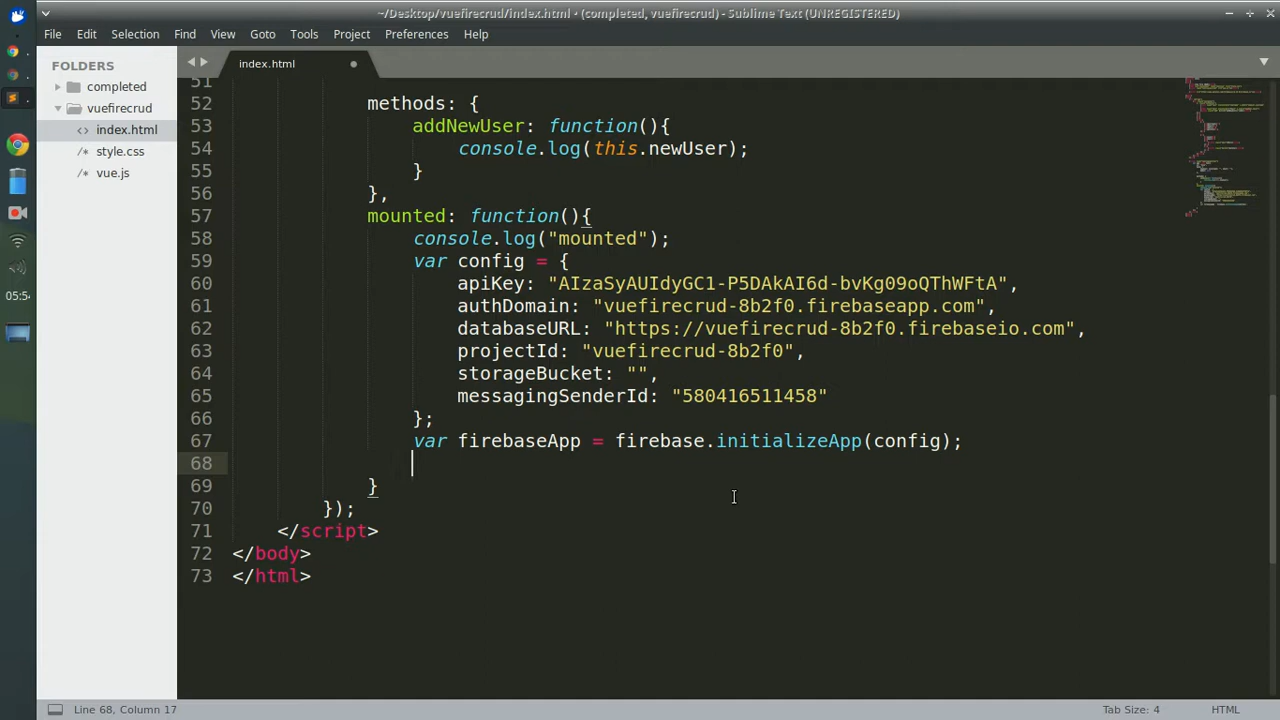 ~/Desktop/vuefirecrud/index.html • (completed, vuefirecrud) - Sublime Text (UNREGISTERED)
File Edit Selection Find View Goto Tools Project Preferences Help
FOLDERS
completed
vuefirecrud
index.html
style.css
vue.js
05:54
index.html
51
52 methods: {
53 addNewUser: function(){
54 console.log(this.newUser);
55 }
56 },
57 mounted: function(){
58 console.log("mounted");
59 var config = {
60 apiKey: "AIzaSyAUIdyGC1-P5DAkAI6d-bvKg09oQThWFtA",
61 authDomain: "vuefirecrud-8b2f0.firebaseapp.com",
62 databaseURL: "https://vuefirecrud-8b2f0.firebaseio.com",
63 projectId: "vuefirecrud-8b2f0",
64 storageBucket: "",
65 messagingSenderId: "580416511458"
66 };
67 var firebaseApp = firebase.initializeApp(config);
68
69 }
70 });
71 </script>
72 </body>
73 </html>
Line 68, Column 17
Tab Size: 4
HTML